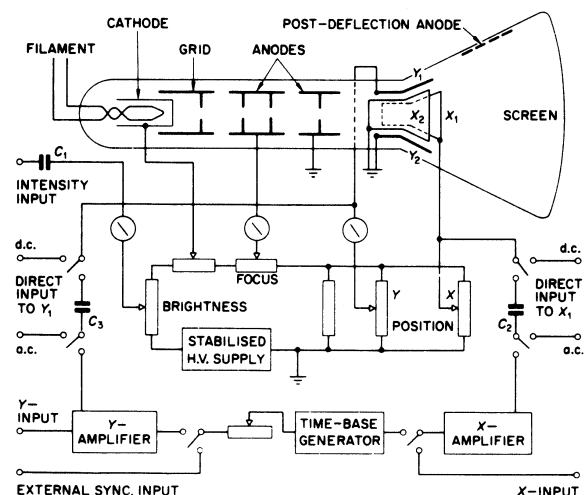 CATHODE
POST-DEFLECTION ANODE
FILAMENT
GRID
ANODES
Y1
X2
X1
SCREEN
Y2
C1
INTENSITY
INPUT
d.c.
DIRECT
INPUT
TO Y1
C3
a.c.
FOCUS
BRIGHTNESS
Y
X
POSITION
STABILISED
H.V. SUPPLY
d.c.
DIRECT
INPUT
TO X1
C2
a.c.
Y-
INPUT
Y-
AMPLIFIER
TIME-BASE
GENERATOR
X-
AMPLIFIER
EXTERNAL SYNC. INPUT
X-INPUT